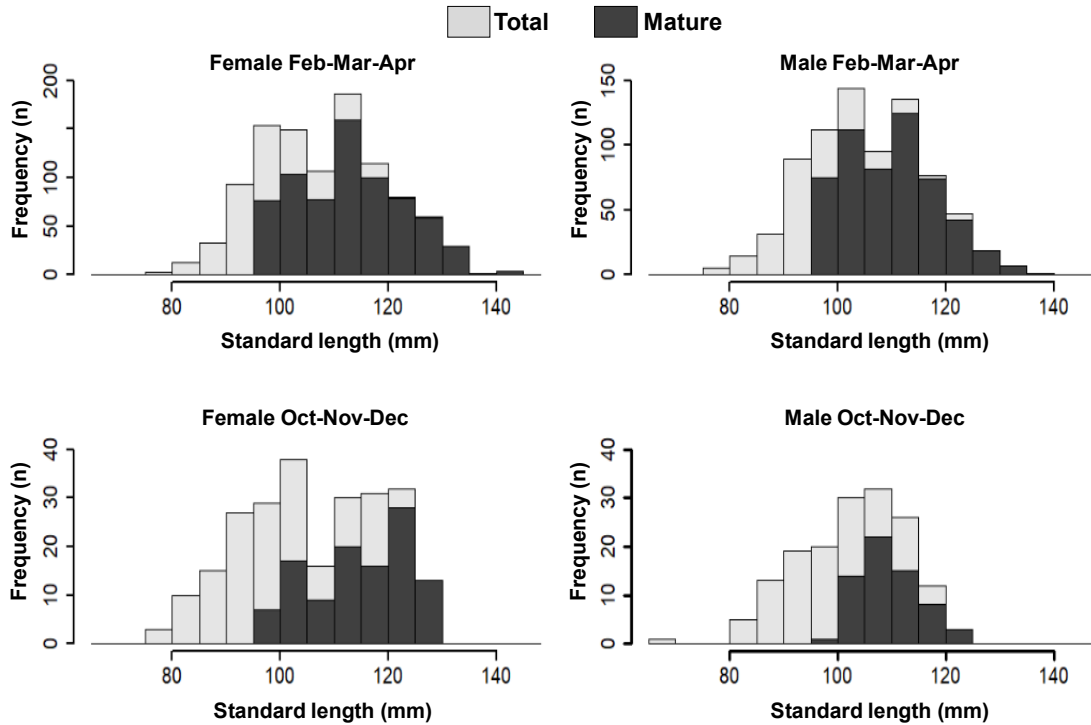 Total Mature
Female Feb-Mar-Apr
Frequency (n)
200
100
50
0
80 100 120 140
Standard length (mm)
Male Feb-Mar-Apr
Frequency (n)
150
100
50
0
80 100 120 140
Standard length (mm)
Female Oct-Nov-Dec
Frequency (n)
40
30
20
10
0
80 100 120 140
Standard length (mm)
Male Oct-Nov-Dec
Frequency (n)
40
30
20
10
0
80 100 120 140
Standard length (mm)